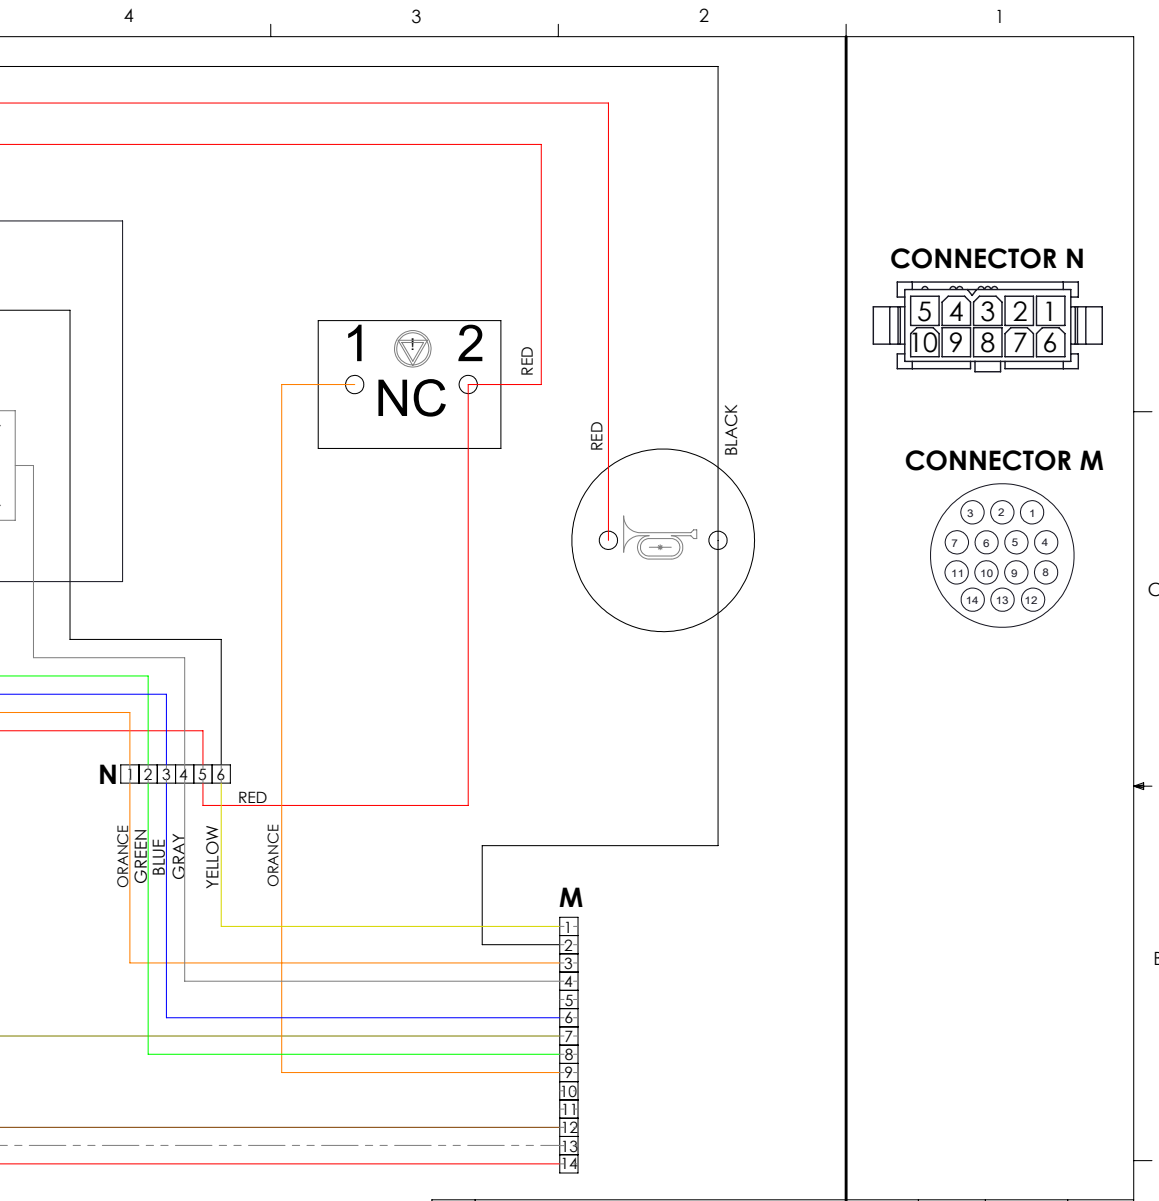 4 3 2 1
CONNECTOR N
5 4 3 2 1
10 9 8 7 6
1 ! 2
NC
RED
RED
BLACK
CONNECTOR M
3 2 1
7 6 5 4
11 10 9 8
14 13 12
C
N 1 2 3 4 5 6
RED
ORANCE
GREEN
BLUE
GRAY
YELLOW
ORANCE
M
1
2
3
4
5
6
7
8
9
10
11
12
13
14